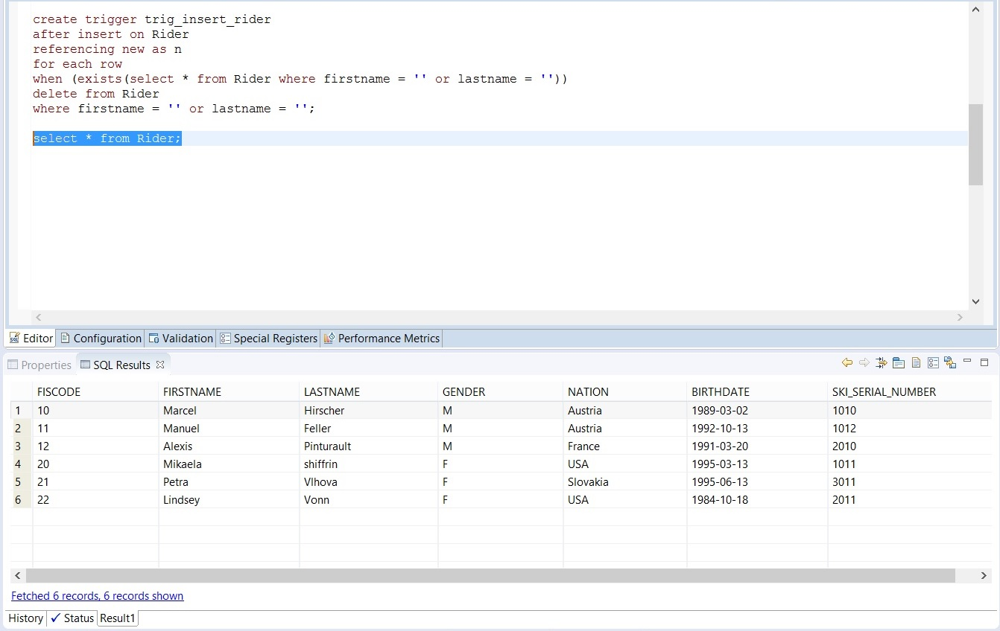 create trigger trig_insert_rider
after insert on Rider
referencing new as n
for each row
when (exists(select * from Rider where firstname = '' or lastname = ''))
delete from Rider
where firstname = '' or lastname = '';
select * from Rider;
Editor Configuration Validation Special Registers Performance Metrics
Properties SQL Results
FISCODE FIRSTNAME LASTNAME GENDER NATION BIRTHDATE SKI_SERIAL_NUMBER
1 10 Marcel Hirscher M Austria 1989-03-02 1010
2 11 Manuel Feller M Austria 1992-10-13 1012
3 12 Alexis Pinturault M France 1991-03-20 2010
4 20 Mikaela shiffrin F USA 1995-03-13 1011
5 21 Petra Vlhova F Slovakia 1995-06-13 3011
6 22 Lindsey Vonn F USA 1984-10-18 2011
Fetched 6 records, 6 records shown
History Status Result1